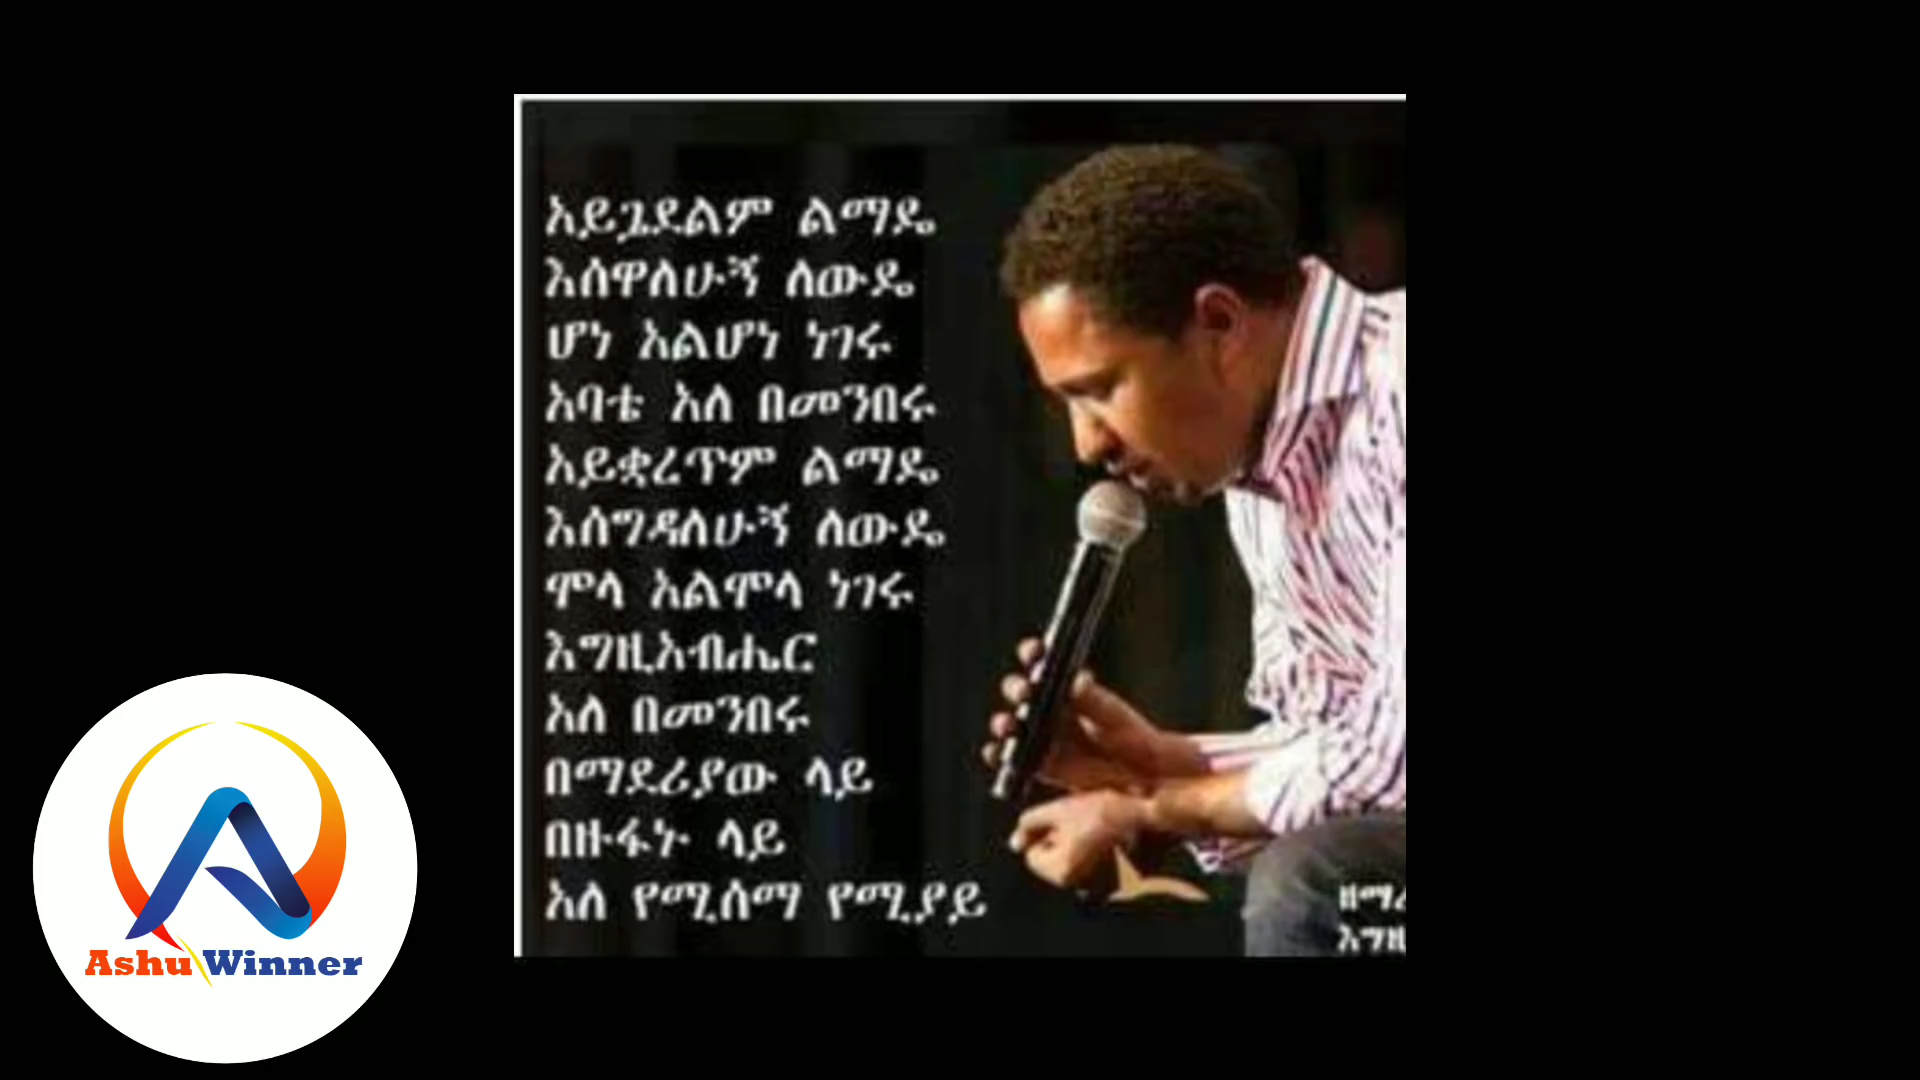 አይጓደልም ልማዴ
እሰዋለሁኝ ለውዴ
ሆነ አልሆነ ነገሩ
አባቴ አለ በመንበሩ
አይቋረጥም ልማዴ
እሰግዳለሁኝ ለውዴ
ሞላ አልሞላ ነገሩ
እግዚአብሔር
አለ በመንበሩ
በማደሪያው ላይ
በዙፋኑ ላይ
አለ የሚሰማ የሚያይ
Ashu Winner